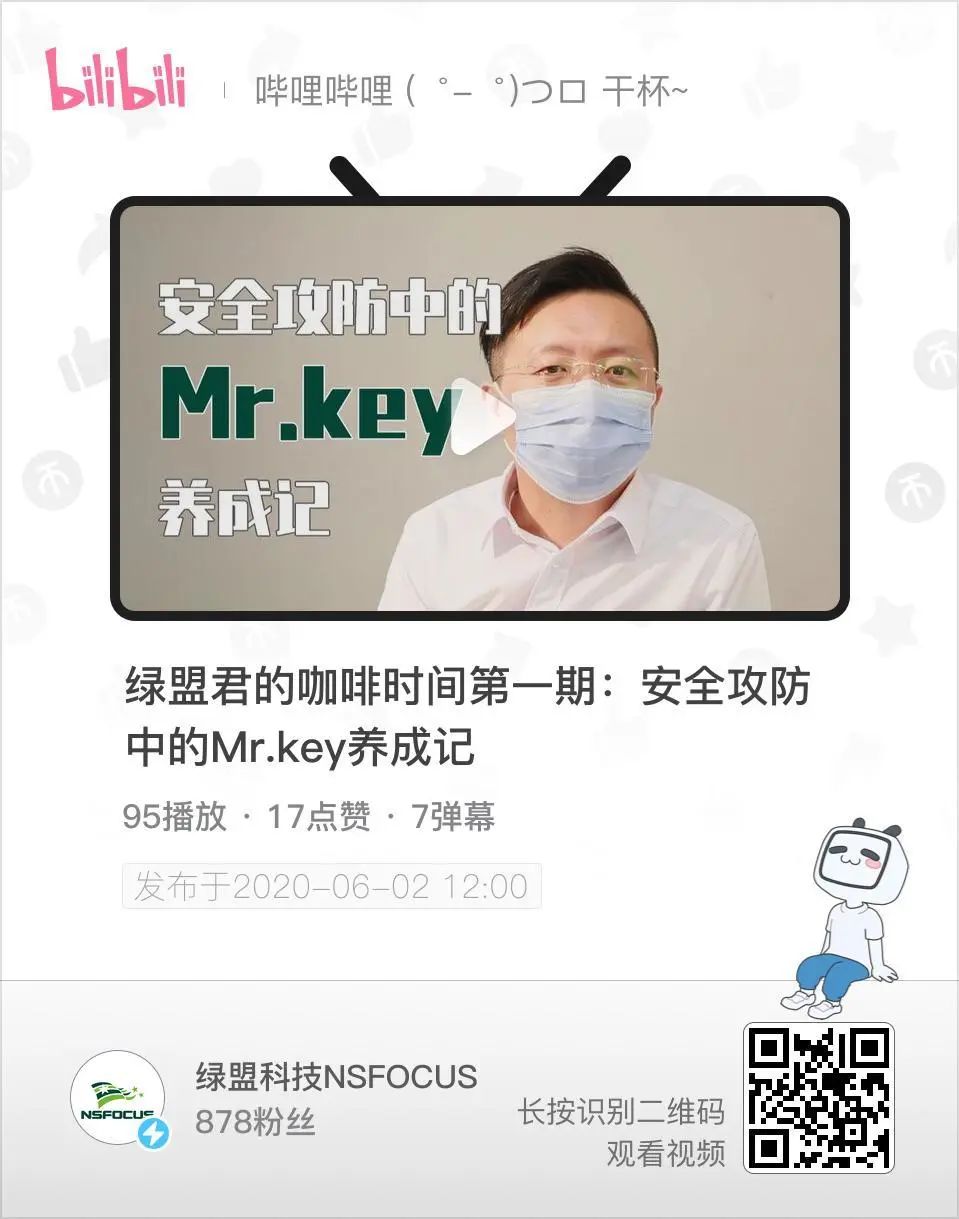 bilibili
哔哩哔哩 ( ゜- ゜)つロ 干杯~
安全攻防中的
Mr.key
养成记
绿盟君的咖啡时间第一期：安全攻防
中的Mr.key养成记
95播放 · 17点赞 · 7弹幕
发布于2020-06-02 12:00
NSFOCUS
绿盟科技NSFOCUS
878粉丝
长按识别二维码
观看视频